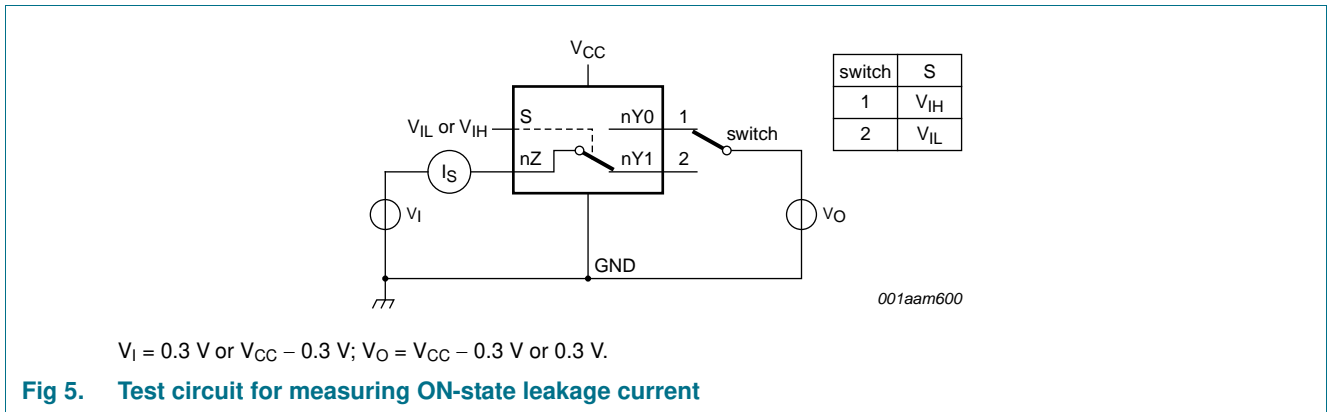 VCC
switch S
1 VIH
2 VIL
S nY0 1
VIL or VIH
switch
nZ nY1 2
IS
VI
VO
GND
001aam600
VI = 0.3 V or VCC − 0.3 V; VO = VCC − 0.3 V or 0.3 V.
Fig 5. Test circuit for measuring ON-state leakage current